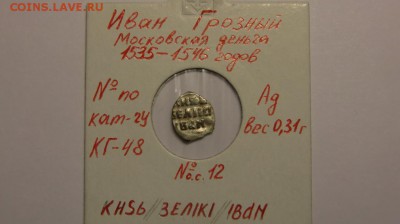 COINS.LAVE.RU
Иван Грозный
Московская деньга
1535-1546 годов
№ по
кат-гу
КГ-48
Ад
вес 0,31г
№ о.с. 12
КНЅЬ/ЗЕЛІКІ/ІВАН